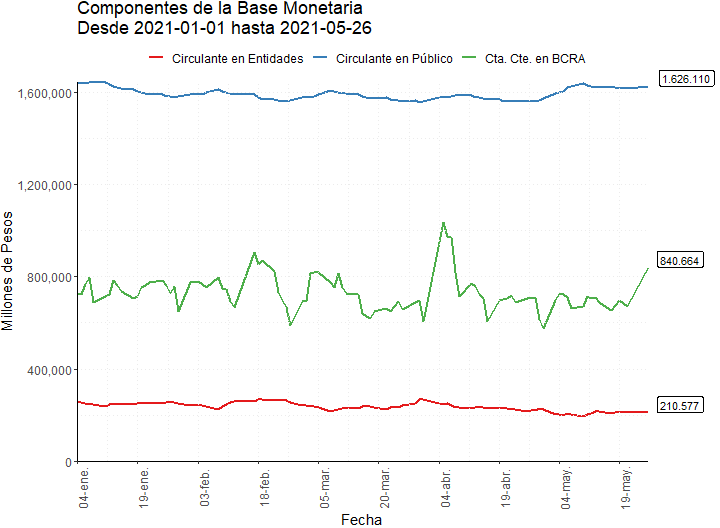 Componentes de la Base Monetaria
Desde 2021-01-01 hasta 2021-05-26
Circulante en Entidades Circulante en Público Cta. Cte. en BCRA
1.626.110
1,600,000
1,200,000
840.664
800,000
400,000
210.577
0
Millones de Pesos
04-ene. 19-ene. 03-feb. 18-feb. 05-mar. 20-mar. 04-abr. 19-abr. 04-may. 19-may.
Fecha